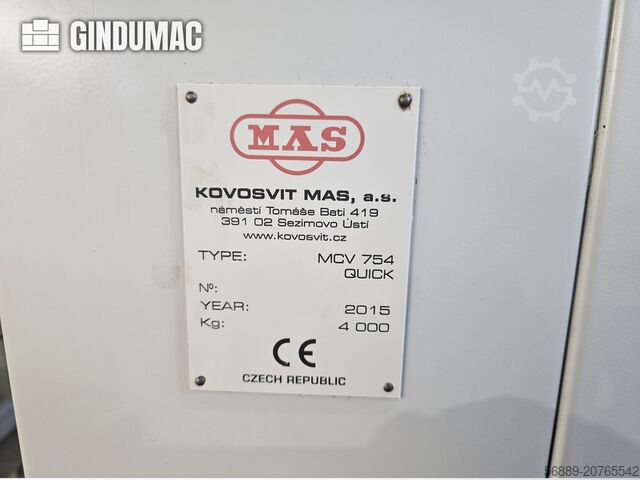 GINDUMAC
MAS
KOVOSVIT MAS, a.s.
náměstí Tomáše Bati 419
391 02 Sezimovo Ústí
www.kovosvit.cz
TYPE: MCV 754
QUICK
Nº:
YEAR: 2015
Kg: 4 000
CE
CZECH REPUBLIC
56889-20765542